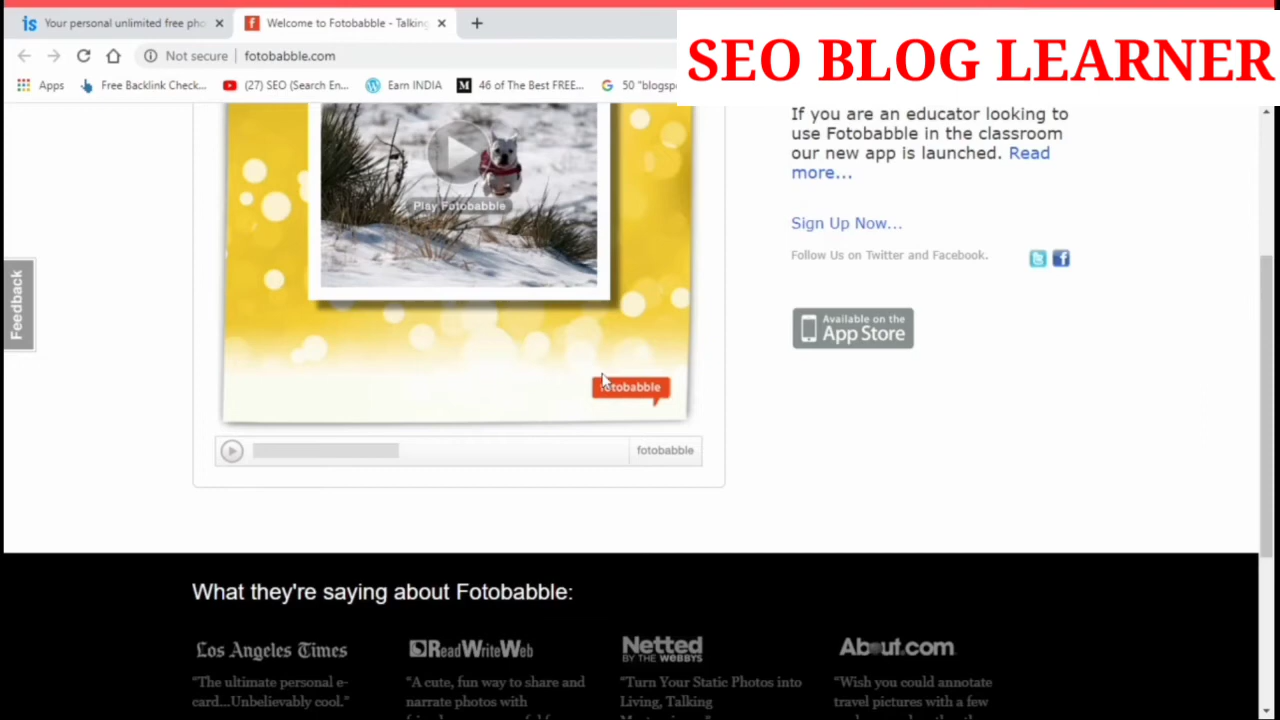 Your personal unlimited free pho
Welcome to Fotobabble - Talking
SEO BLOG LEARNER
Not secure
fotobabble.com
Apps
Free Backlink Check...
(27) SEO (Search En...
Earn INDIA
46 of The Best FREE...
50 "blogsp
If you are an educator looking to
use Fotobabble in the classroom
our new app is launched. Read
more...
Play Fotobabble
Sign Up Now...
Follow Us on Twitter and Facebook.
Feedback
Available on the
App Store
fotobabble
fotobabble
What they're saying about Fotobabble:
Los Angeles Times
ReadWriteWeb
Netted
BY THE WEBBYS
About.com
"The ultimate personal e-
card...Unbelievably cool."
"A cute, fun way to share and
narrate photos with
"Turn Your Static Photos into
Living, Talking
"Wish you could annotate
travel pictures with a few